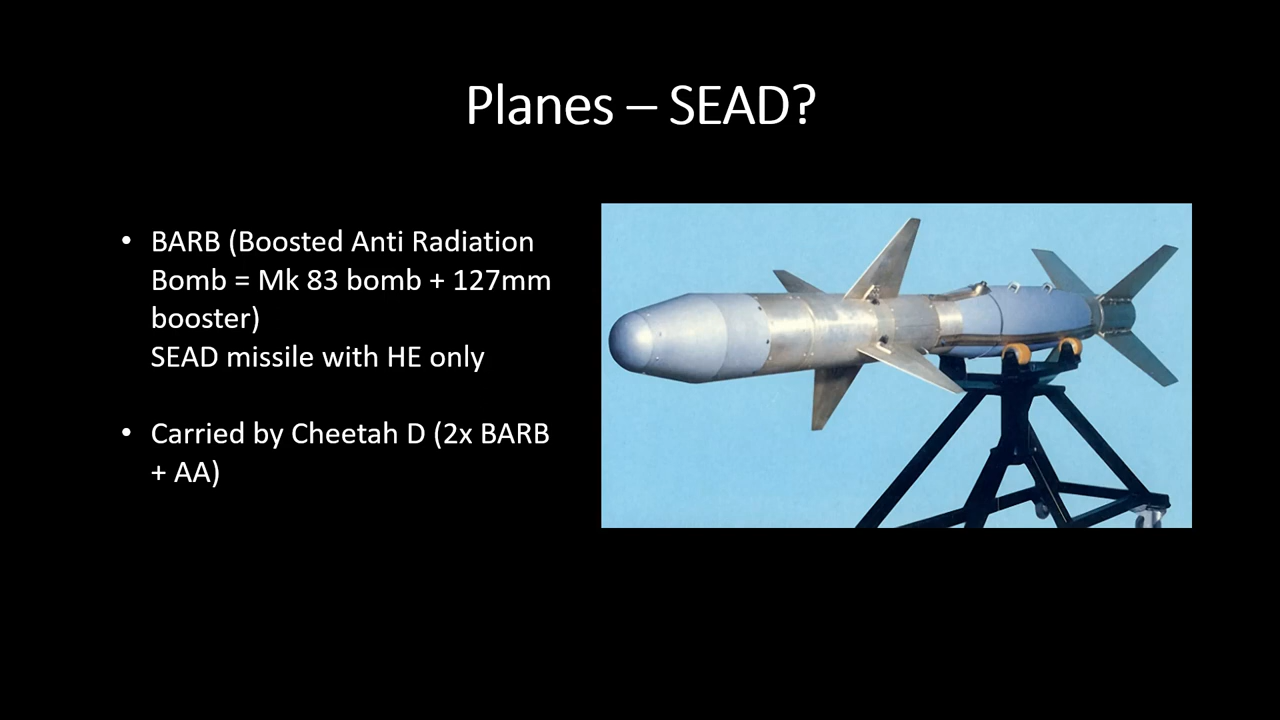 Planes – SEAD?
• BARB (Boosted Anti Radiation
Bomb = Mk 83 bomb + 127mm
booster)
SEAD missile with HE only
• Carried by Cheetah D (2x BARB
+ AA)